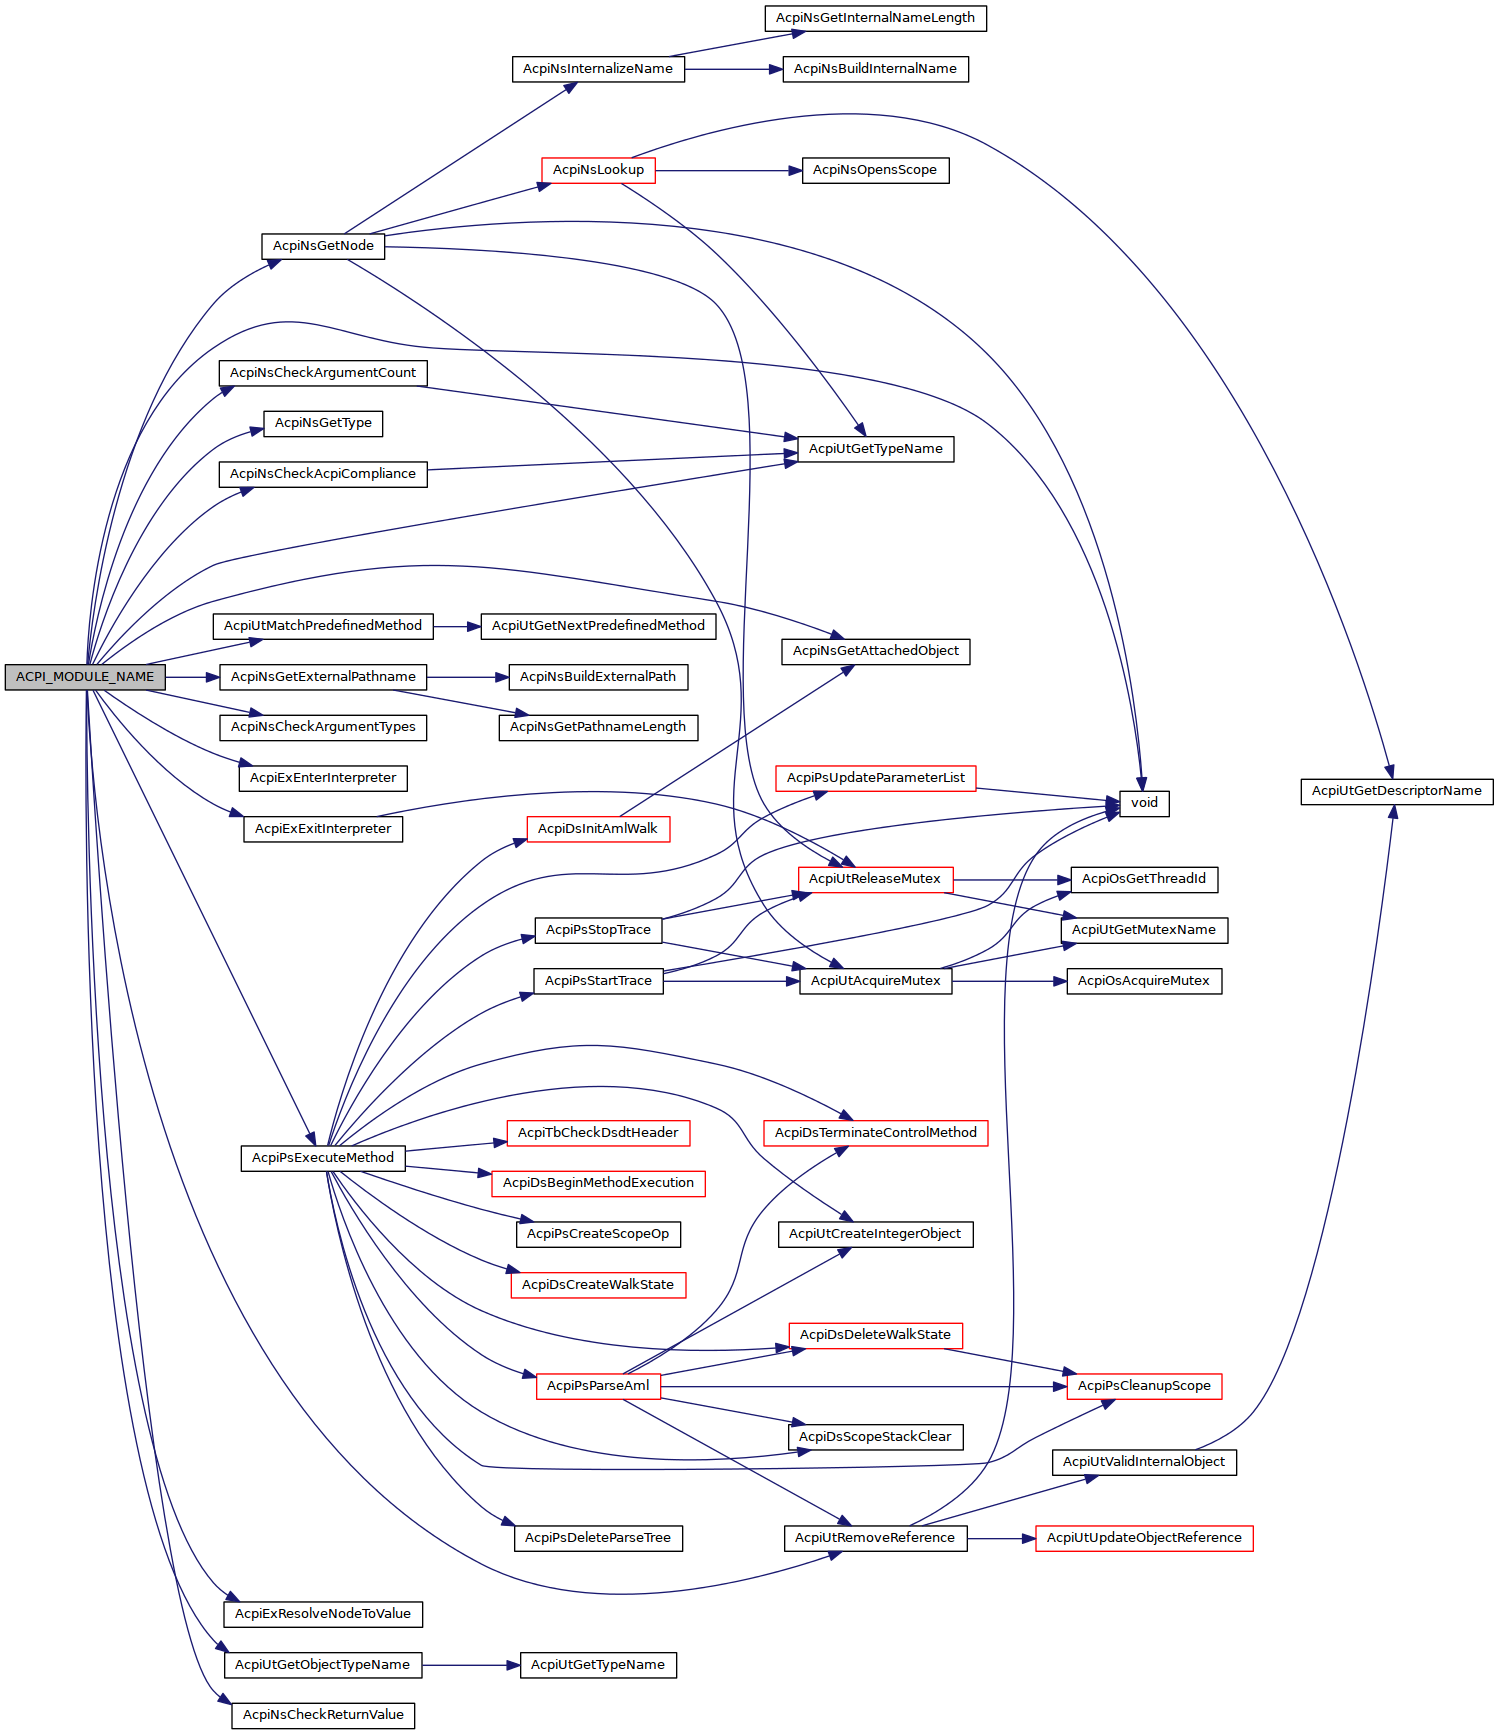 AcpiNsGetInternalNameLength
AcpiNsInternalizeName
AcpiNsBuildInternalName
AcpiNsLookup
AcpiNsOpensScope
AcpiNsGetNode
AcpiNsCheckArgumentCount
AcpiNsGetType
AcpiUtGetTypeName
AcpiNsCheckAcpiCompliance
AcpiUtMatchPredefinedMethod
AcpiUtGetNextPredefinedMethod
AcpiNsGetAttachedObject
ACPI_MODULE_NAME
AcpiNsGetExternalPathname
AcpiNsBuildExternalPath
AcpiNsCheckArgumentTypes
AcpiNsGetPathnameLength
AcpiExEnterInterpreter
AcpiPsUpdateParameterList
AcpiUtGetDescriptorName
void
AcpiExExitInterpreter
AcpiDsInitAmlWalk
AcpiUtReleaseMutex
AcpiOsGetThreadId
AcpiPsStopTrace
AcpiUtGetMutexName
AcpiPsStartTrace
AcpiUtAcquireMutex
AcpiOsAcquireMutex
AcpiTbCheckDsdtHeader
AcpiDsTerminateControlMethod
AcpiPsExecuteMethod
AcpiDsBeginMethodExecution
AcpiPsCreateScopeOp
AcpiUtCreateIntegerObject
AcpiDsCreateWalkState
AcpiDsDeleteWalkState
AcpiPsParseAml
AcpiPsCleanupScope
AcpiDsScopeStackClear
AcpiUtValidInternalObject
AcpiPsDeleteParseTree
AcpiUtRemoveReference
AcpiUtUpdateObjectReference
AcpiExResolveNodeToValue
AcpiUtGetObjectTypeName
AcpiUtGetTypeName
AcpiNsCheckReturnValue